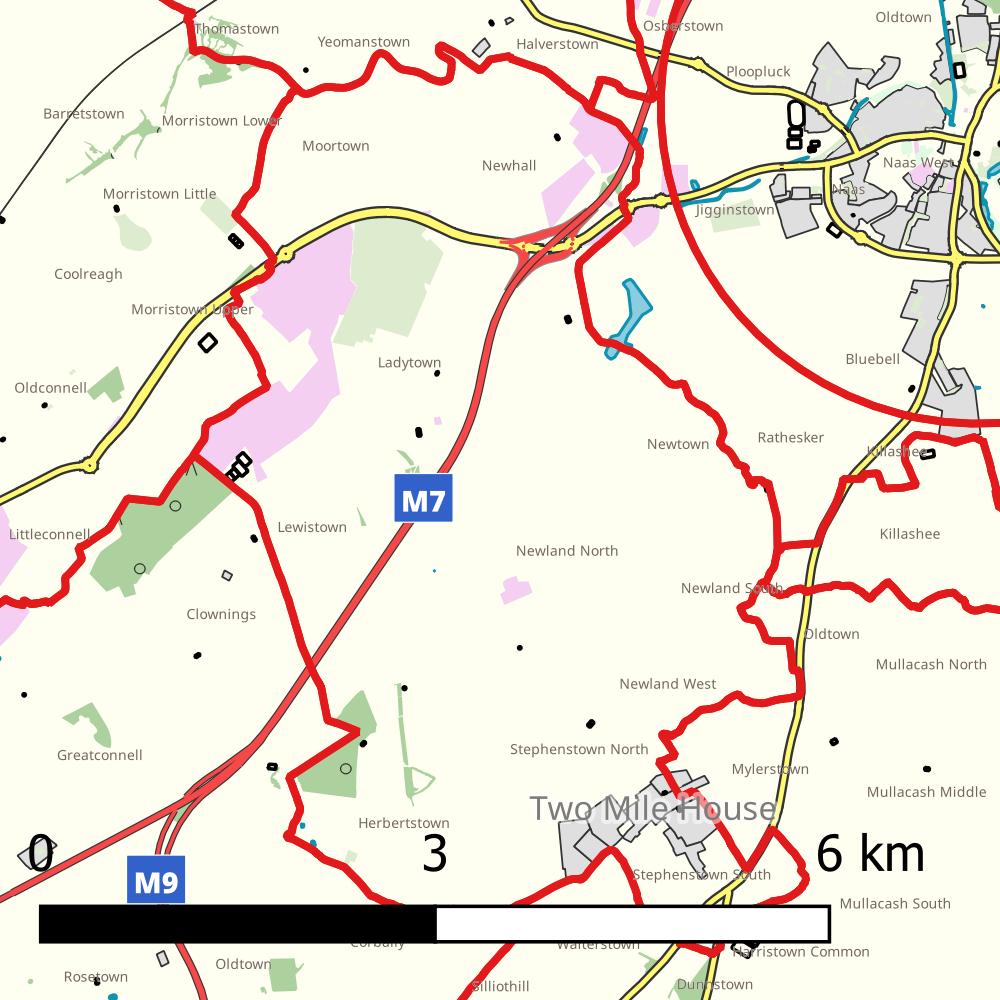 Thomastown
Yeomanstown
Halverstown
Osberstown
Oldtown
Ploopluck
Barretstown
Morristown Lower
Moortown
Newhall
Naas West
Naas
Morristown Little
Jigginstown
Coolreagh
Morristown Upper
Ladytown
Bluebell
Oldconnell
Newtown
Rathesker
Killashee
M7
Littleconnell
Lewistown
Killashee
Newland North
Newland South
Clownings
Oldtown
Mullacash North
Newland West
Greatconnell
Stephenstown North
Mylerstown
Mullacash Middle
Two Mile House
Herbertstown
0
3
6 km
M9
Stephenstown South
Mullacash South
Corbally
Walterstown
Harristown Common
Rosetown
Oldtown
Silliothill
Dunnstown